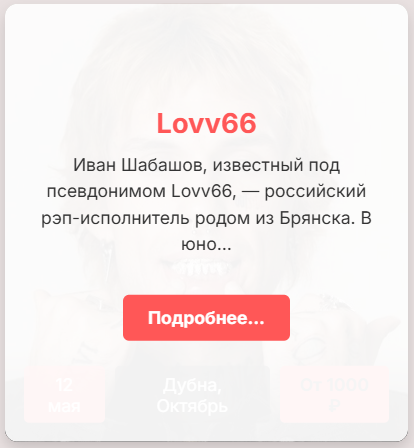 Lovv66
Иван Шабашов, известный под
псевдонимом Lovv66, — российский
рэп-исполнитель родом из Брянска. В
юно...
Подробнее...
12
мая
Дубна,
Октябрь
От 1000
₽